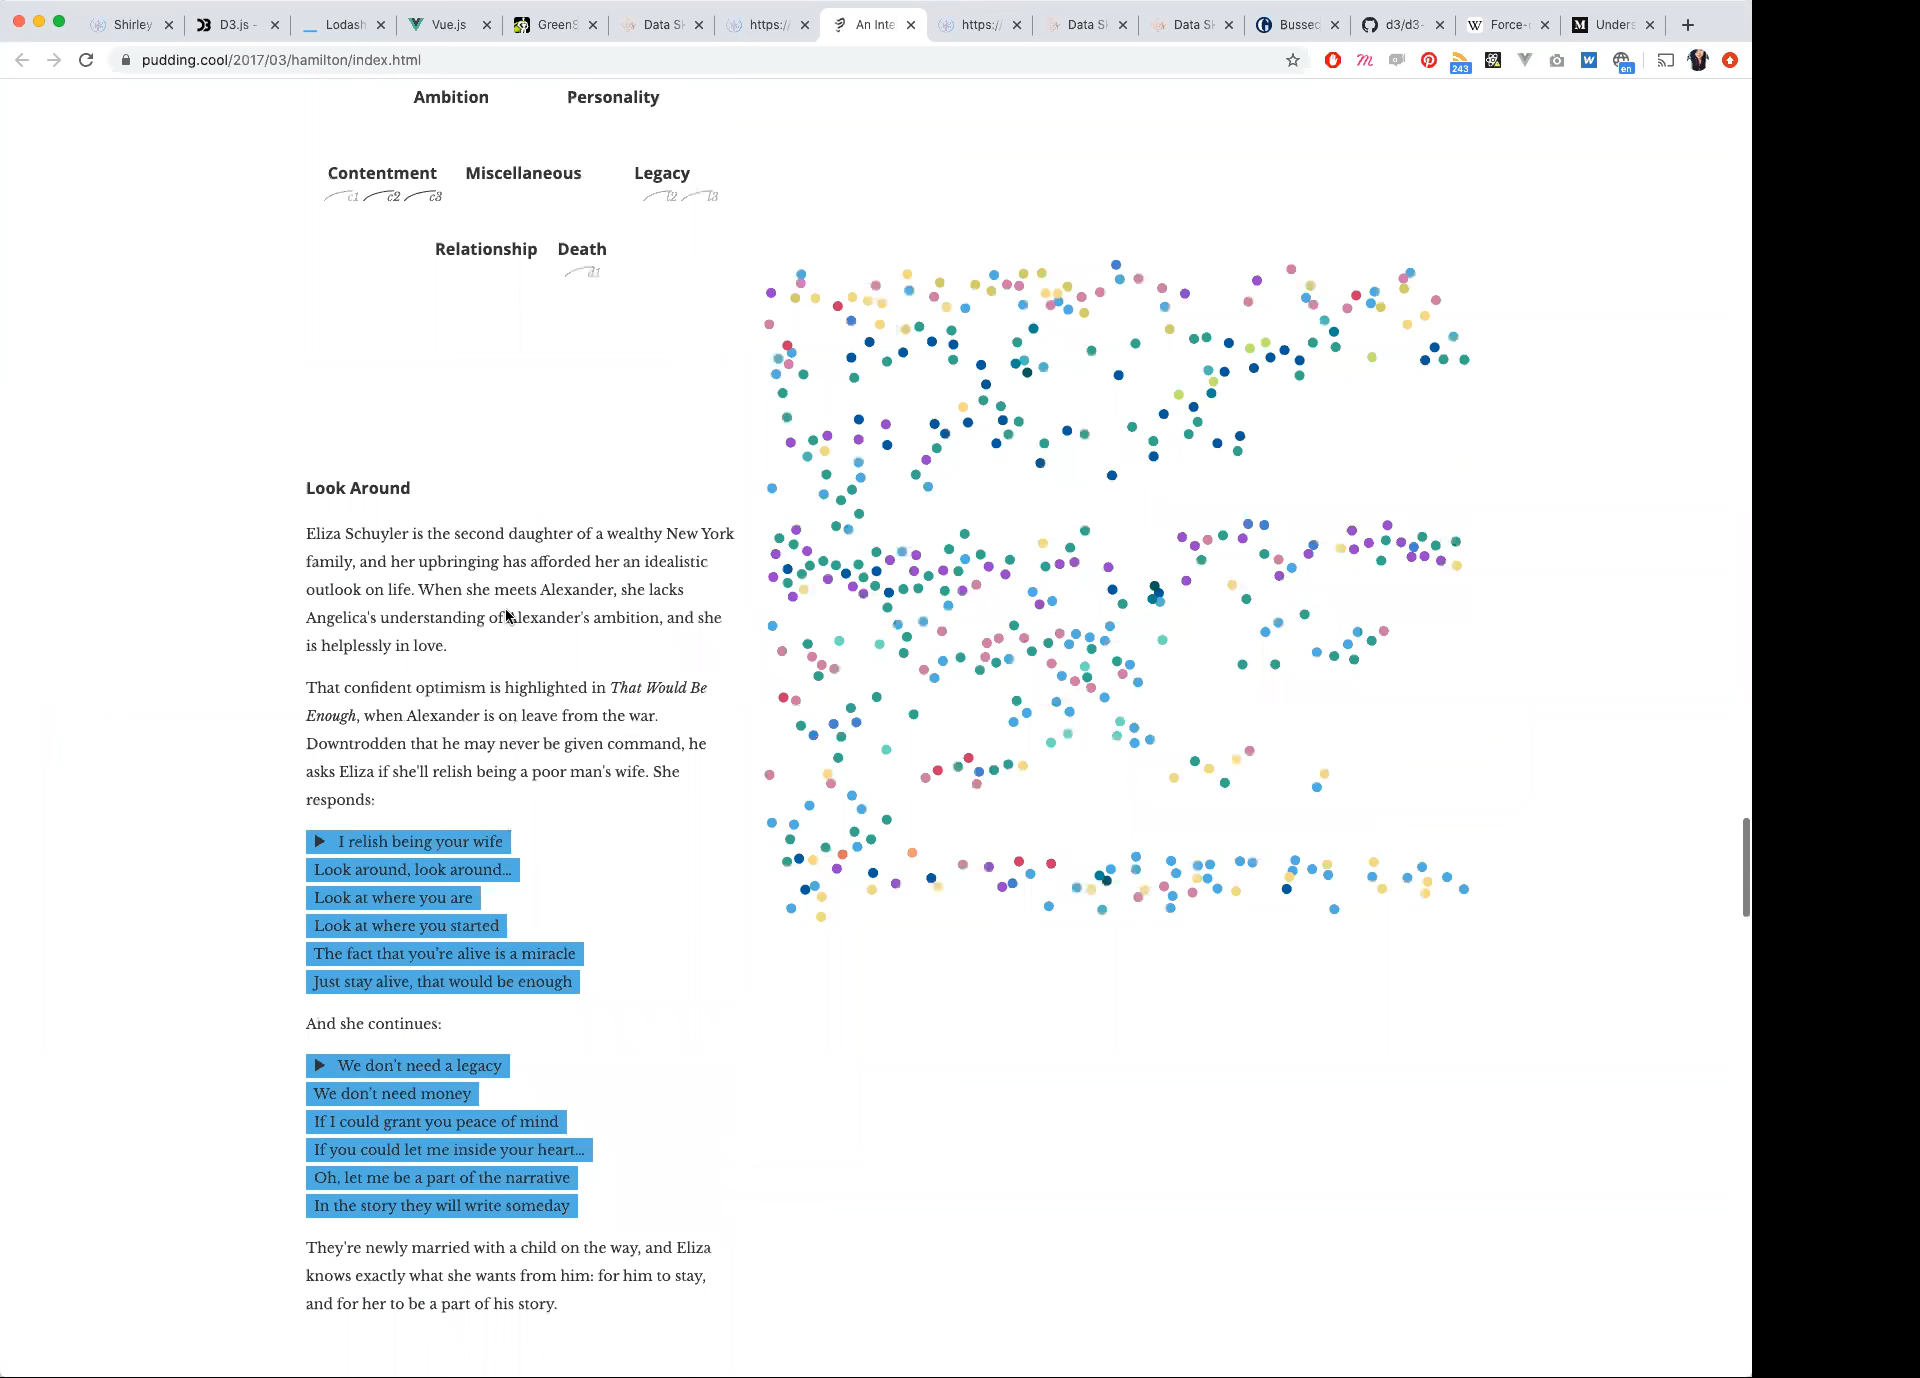 Shirley
D3.js -
Lodash
Vue.js
GreenS
Data Sk
https:/
An Inte
https:/
Data Sk
Data Sk
Bussed
d3/d3-
Force-
Unders
pudding.cool/2017/03/hamilton/index.html
243
en
Ambition Personality
Contentment Miscellaneous Legacy
c1 c2 c3 l2 l3
Relationship Death
d1
Look Around
Eliza Schuyler is the second daughter of a wealthy New York
family, and her upbringing has afforded her an idealistic
outlook on life. When she meets Alexander, she lacks
Angelica's understanding of Alexander's ambition, and she
is helplessly in love.
That confident optimism is highlighted in That Would Be
Enough, when Alexander is on leave from the war.
Downtrodden that he may never be given command, he
asks Eliza if she'll relish being a poor man's wife. She
responds:
I relish being your wife
Look around, look around...
Look at where you are
Look at where you started
The fact that you're alive is a miracle
Just stay alive, that would be enough
And she continues:
We don't need a legacy
We don't need money
If I could grant you peace of mind
If you could let me inside your heart...
Oh, let me be a part of the narrative
In the story they will write someday
They're newly married with a child on the way, and Eliza
knows exactly what she wants from him: for him to stay,
and for her to be a part of his story.